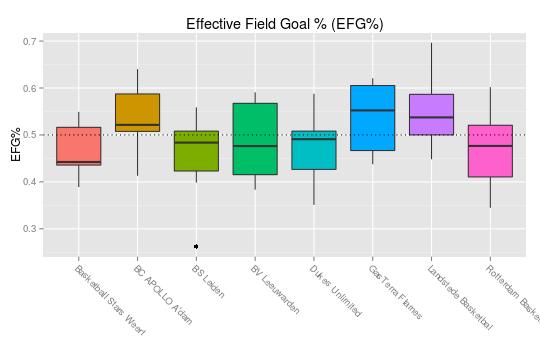 Effective Field Goal % (EFG%)
EFG%
0.7
0.6
0.5
0.4
0.3
Basketball Stars Weert
BC APOLLO A'dam
BS Leiden
BV Leeuwarden
Dukes Unlimited
GasTerra Flames
Landstede Basketbal
Rotterdam Baske